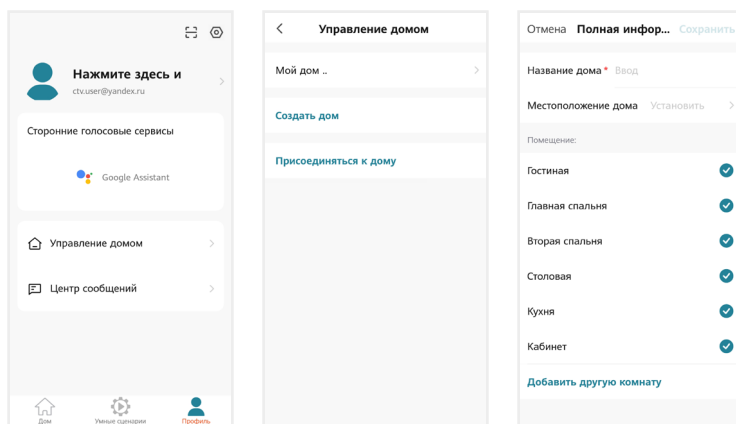 Нажмите здесь и
ctv.user@yandex.ru
Сторонние голосовые сервисы
Google Assistant
Управление домом
Центр сообщений
Дом
Умные сценарии
Профиль
Управление домом
Мой дом ..
Создать дом
Присоединяться к дому
Отмена Полная инфор... Сохранить
Название дома * Ввод
Местоположение дома Установить
Помещение:
Гостиная
Главная спальня
Вторая спальня
Столовая
Кухня
Кабинет
Добавить другую комнату